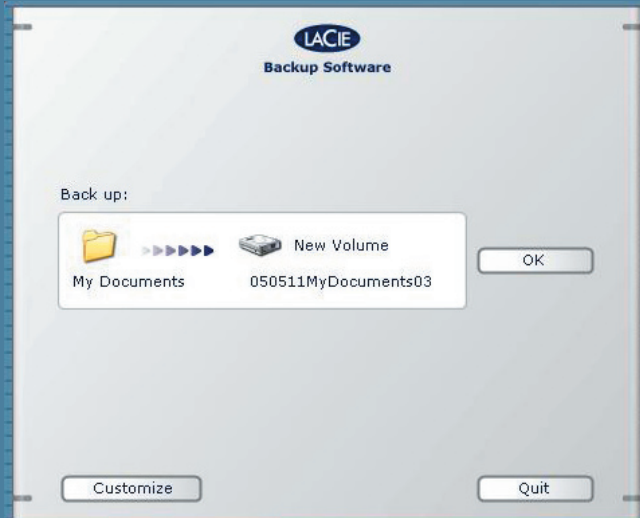 LACIE
Backup Software
Back up:
New Volume
My Documents
050511MyDocuments03
OK
Customize
Quit